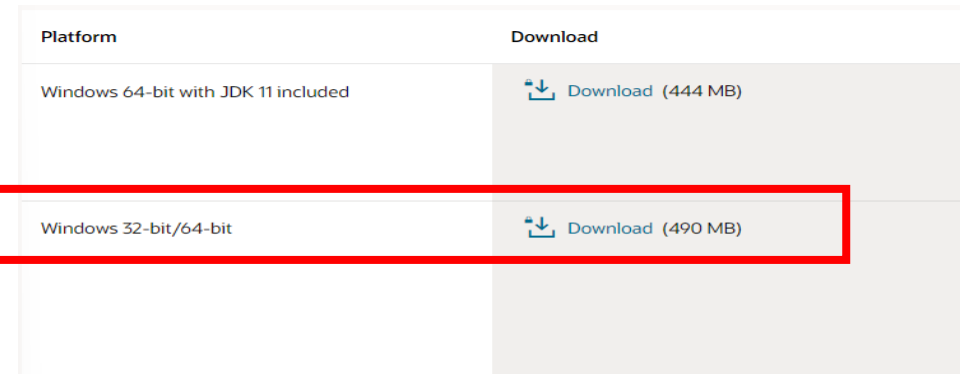 Platform Download
Windows 64-bit with JDK 11 included Download (444 MB)
Windows 32-bit/64-bit Download (490 MB)